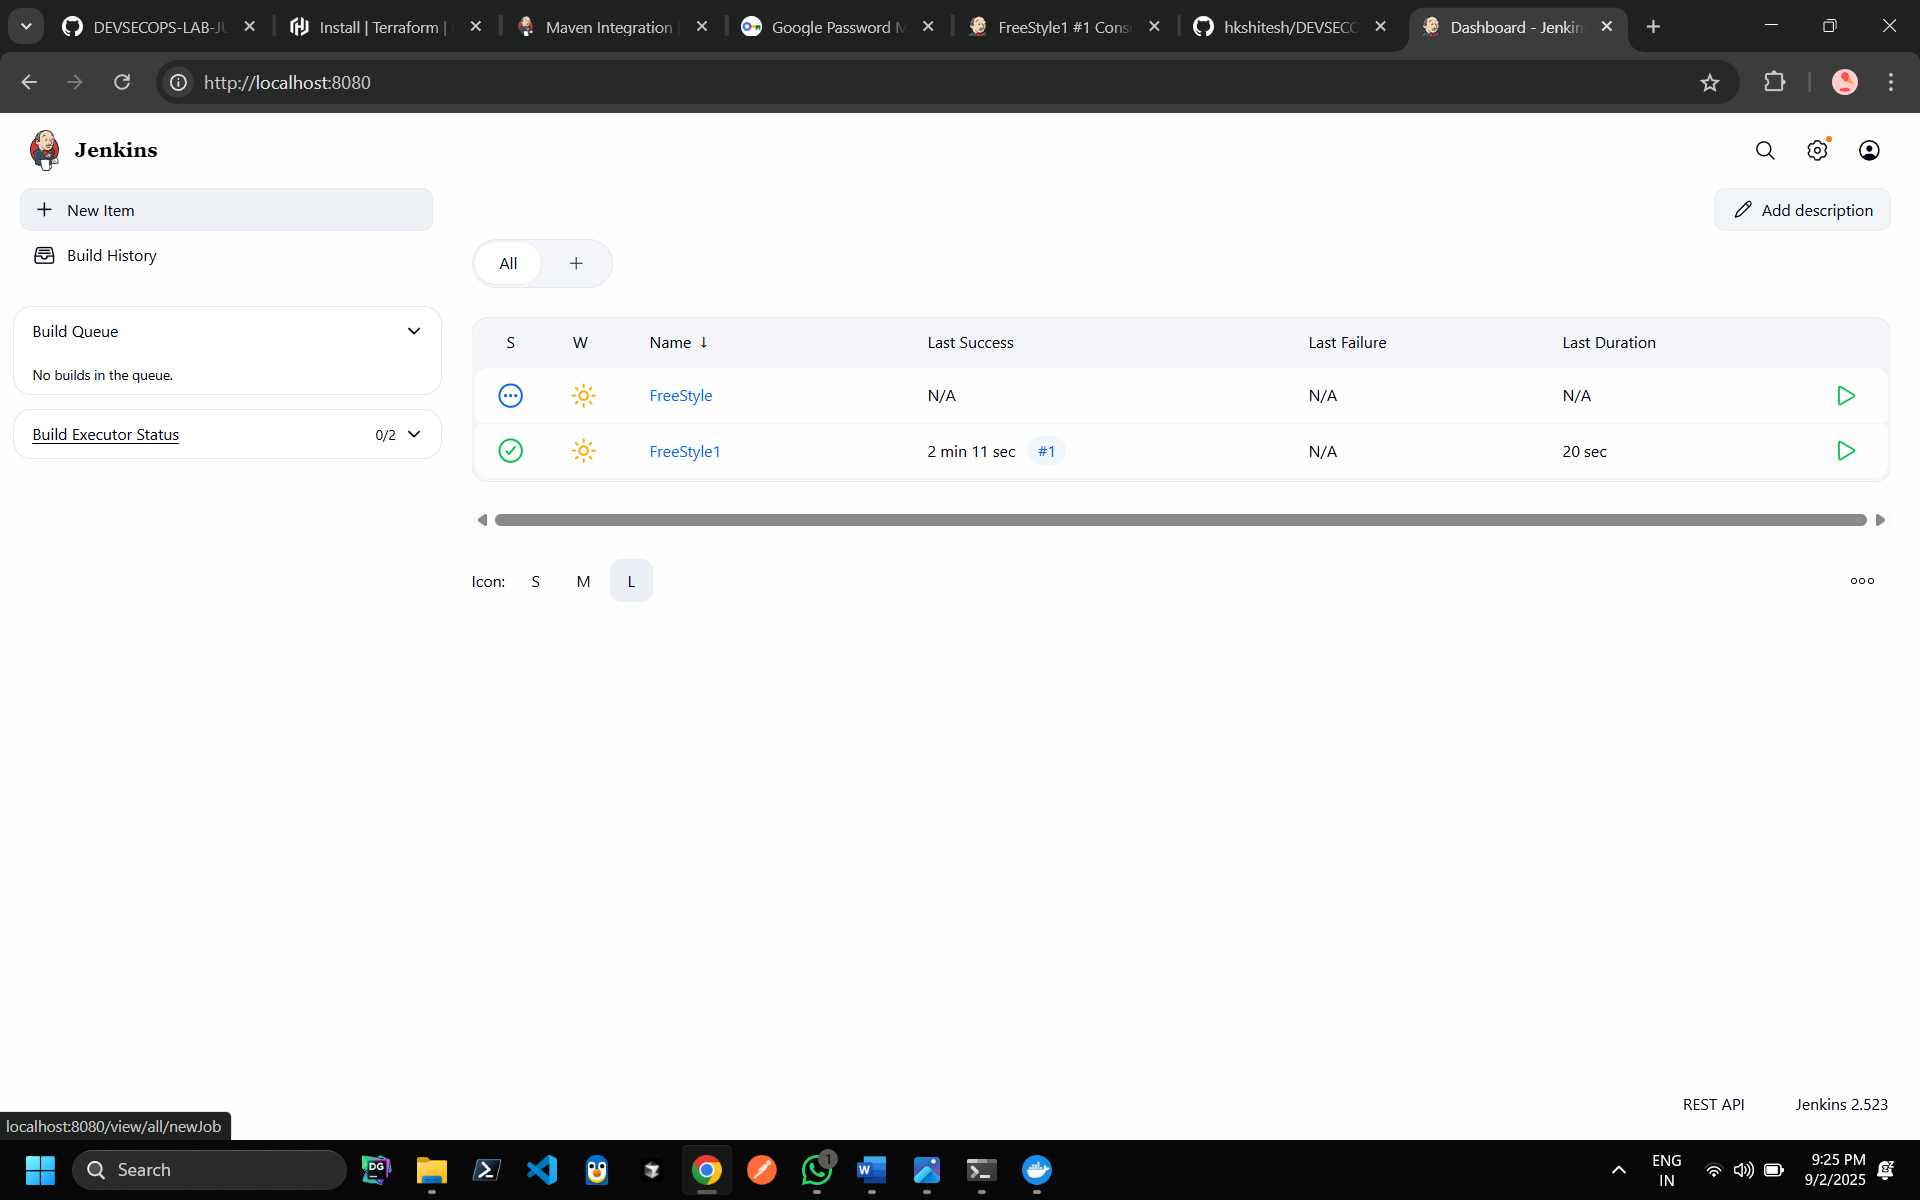 DEVSECOPS-LAB-JU
Install | Terraform |
Maven Integration |
Google Password M
FreeStyle1 #1 Cons
hkshitesh/DEVSECO
Dashboard - Jenkin
http://localhost:8080
Jenkins
New Item
Add description
Build History
All
Build Queue
No builds in the queue.
Build Executor Status 0/2
S W Name ↓ Last Success Last Failure Last Duration
FreeStyle N/A N/A N/A
FreeStyle1 2 min 11 sec #1 N/A 20 sec
Icon: S M L
REST API Jenkins 2.523
localhost:8080/view/all/newJob
Search
DG
1
ENG
IN
9:25 PM
9/2/2025